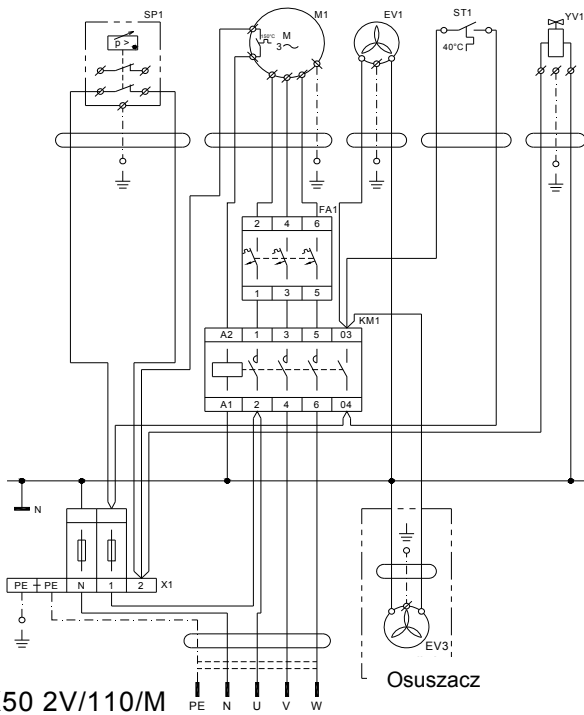 SP1
M1
EV1
ST1
YV1
p >
150°C
M
3
40°C
FA1
2 4 6
1 3 5
KM1
A2 1 3 5 03
A1 2 4 6 04
N
PE PE N 1 2 X1
EV3
Osuszacz
50 2V/110/M
PE N U V W